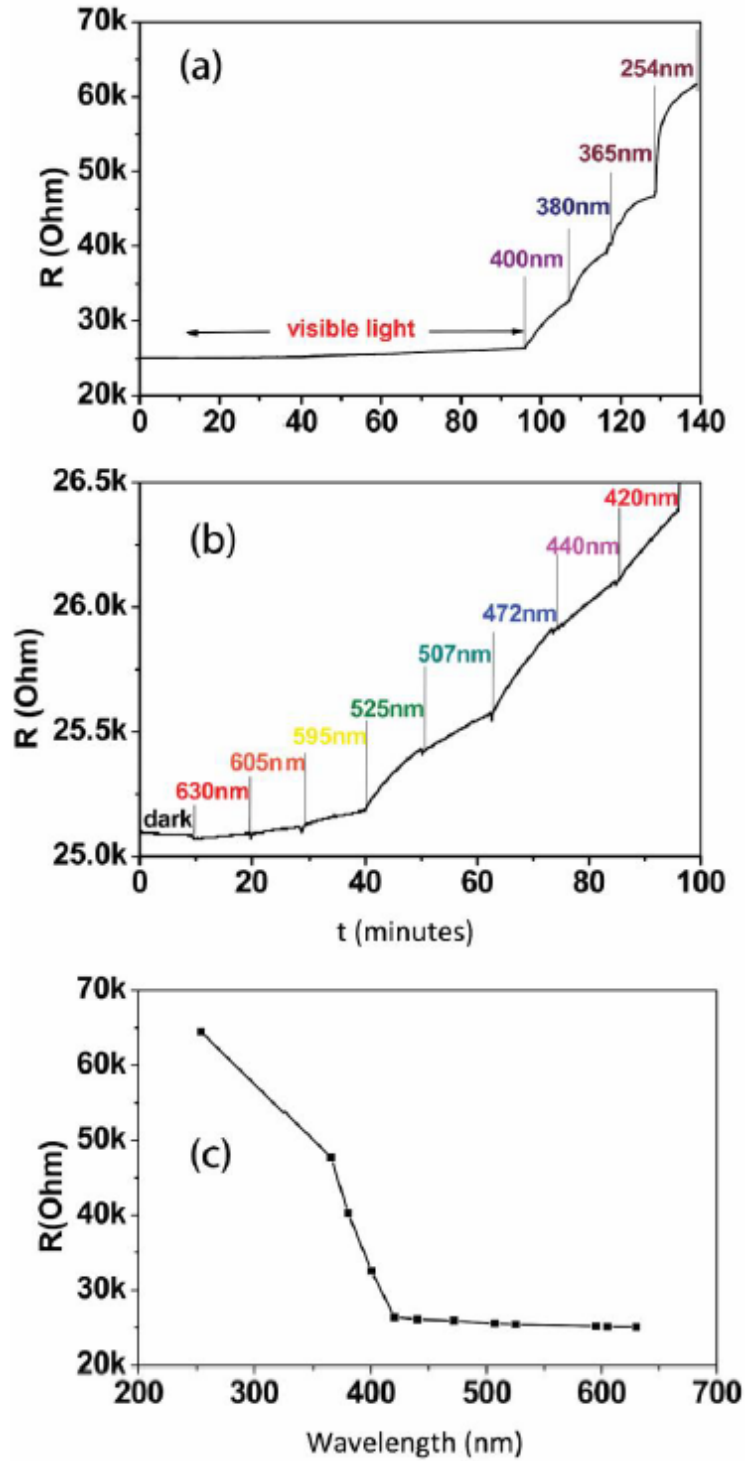 70k
(a)
254nm
60k
365nm
50k
380nm
R (Ohm)
40k
400nm
30k
visible light
20k
0 20 40 60 80 100 120 140
26.5k
420nm
(b)
440nm
26.0k
472nm
507nm
R (Ohm)
25.5k
525nm
595nm
605nm
630nm
dark
25.0k
0 20 40 60 80 100
t (minutes)
70k
60k
(c)
50k
R(Ohm)
40k
30k
20k
200 300 400 500 600 700
Wavelength (nm)